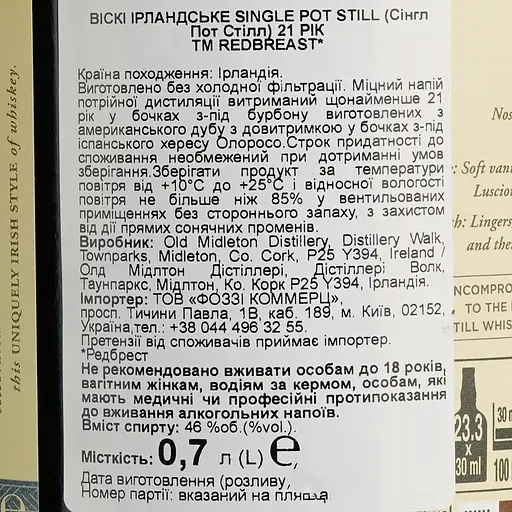 ВІСКІ ІРЛАНДСЬКЕ SINGLE POT STILL (Сінгл
Пот Стілл) 21 РІК
ТМ REDBREAST*
Країна походження: Ірландія.
Виготовлено без холодної фільтрації. Міцний напій
потрійної дистиляції витриманий щонайменше 21
рік у бочках з-під бурбону виготовлених з
американського дубу з довитримкою у бочках з-під
іспанського хересу Олоросо.Строк придатності до
споживання необмежений при дотриманні умов
зберігання.Зберігати продукт за температури
повітря від +10°С до +25°С і відносної вологості
повітря не більше ніж 85% у вентильованих
приміщеннях без стороннього запаху, з захистом
від дії прямих сонячних променів.
Виробник: Old Midleton Distillery, Distillery Walk,
Townparks, Midleton, Co. Cork, P25 Y394, Ireland /
Олд Мідлтон Дістіллері, Дістіллері Волк,
Таунпаркс, Мідлтон, Ко. Корк P25 Y394, Ірландія.
Імпортер: ТОВ «ФОЗЗІ КОММЕРЦ»,
просп. Тичини Павла, 1В, каб. 189, м. Київ, 02152,
Україна,тел.: +38 044 496 32 55.
Претензії від споживачів приймає імпортер.
*Редбрест
Не рекомендовано вживати особам до 18 років,
вагітним жінкам, водіям за кермом, особам, які
мають медичні чи професійні протипоказання
до вживання алкогольних напоїв.
Вміст спирту: 46 %об.(%vol.).
Місткість: 0,7 л (L) ℮
Дата виготовлення (розливу,
Номер партії: вказаний на пляшці
this UNIQUELY IRISH STYLE of whiskey.
Nos
: Soft van
Luscio
h: Lingers
and the
NCOMPRO
TO THE
TILL WHIS
23.3
x
30 ml
30 m
100